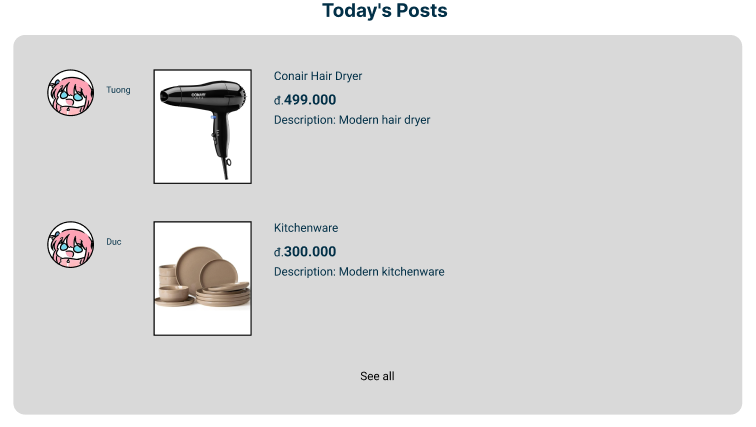 Today's Posts
Tuong
Conair Hair Dryer
đ.499.000
Description: Modern hair dryer
CONAIR
Duc
Kitchenware
đ.300.000
Description: Modern kitchenware
See all